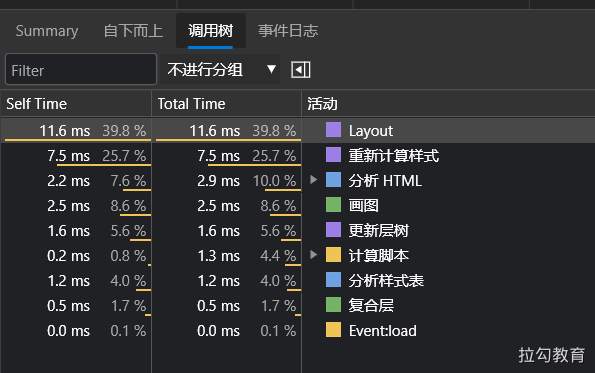 Summary 自下而上 调用树 事件日志
Filter 不进行分组
Self Time Total Time 活动
11.6 ms 39.8 % 11.6 ms 39.8 % Layout
7.5 ms 25.7 % 7.5 ms 25.7 % 重新计算样式
2.2 ms 7.6 % 2.9 ms 10.0 % 分析 HTML
2.5 ms 8.6 % 2.5 ms 8.6 % 画图
1.6 ms 5.6 % 1.6 ms 5.6 % 更新层树
0.2 ms 0.8 % 1.3 ms 4.4 % 计算脚本
1.2 ms 4.0 % 1.2 ms 4.0 % 分析样式表
0.5 ms 1.7 % 0.5 ms 1.7 % 复合层
0.0 ms 0.1 % 0.0 ms 0.1 % Event:load
拉勾教育